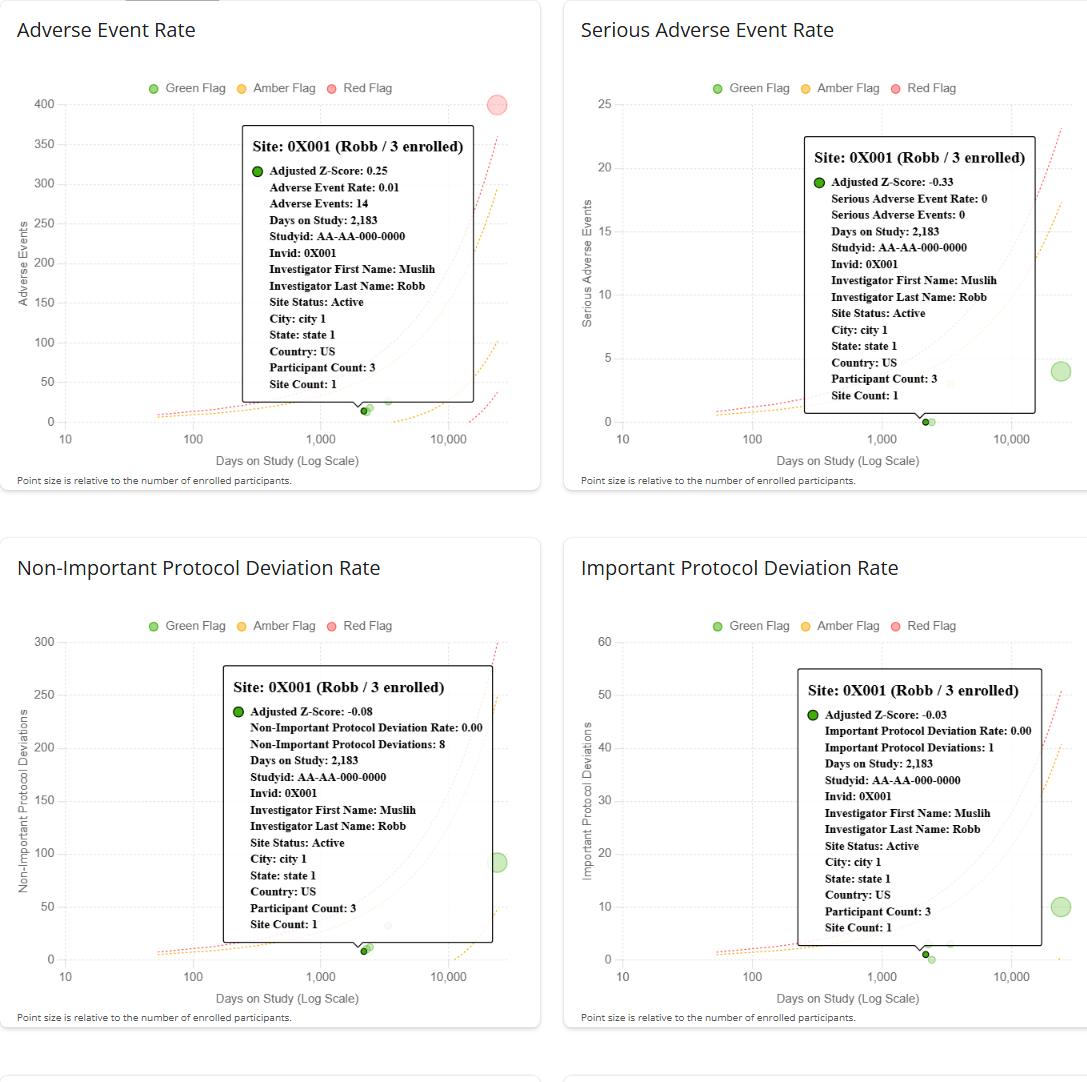 Adverse Event Rate
Green Flag
Amber Flag
Red Flag
400
350
300
250
200
150
100
50
0
Adverse Events
Site: 0X001 (Robb / 3 enrolled)
Adjusted Z-Score: 0.25
Adverse Event Rate: 0.01
Adverse Events: 14
Days on Study: 2,183
Studyid: AA-AA-000-0000
Invid: 0X001
Investigator First Name: Muslih
Investigator Last Name: Robb
Site Status: Active
City: city 1
State: state 1
Country: US
Participant Count: 3
Site Count: 1
10
100
1,000
10,000
Days on Study (Log Scale)
Point size is relative to the number of enrolled participants.
Serious Adverse Event Rate
Green Flag
Amber Flag
Red Flag
25
20
15
10
5
0
Serious Adverse Events
Site: 0X001 (Robb / 3 enrolled)
Adjusted Z-Score: -0.33
Serious Adverse Event Rate: 0
Serious Adverse Events: 0
Days on Study: 2,183
Studyid: AA-AA-000-0000
Invid: 0X001
Investigator First Name: Muslih
Investigator Last Name: Robb
Site Status: Active
City: city 1
State: state 1
Country: US
Participant Count: 3
Site Count: 1
10
100
1,000
10,000
Days on Study (Log Scale)
Point size is relative to the number of enrolled participants.
Non-Important Protocol Deviation Rate
Green Flag
Amber Flag
Red Flag
300
250
200
150
100
50
0
Non-Important Protocol Deviations
Site: 0X001 (Robb / 3 enrolled)
Adjusted Z-Score: -0.08
Non-Important Protocol Deviation Rate: 0.00
Non-Important Protocol Deviations: 8
Days on Study: 2,183
Studyid: AA-AA-000-0000
Invid: 0X001
Investigator First Name: Muslih
Investigator Last Name: Robb
Site Status: Active
City: city 1
State: state 1
Country: US
Participant Count: 3
Site Count: 1
10
100
1,000
10,000
Days on Study (Log Scale)
Point size is relative to the number of enrolled participants.
Important Protocol Deviation Rate
Green Flag
Amber Flag
Red Flag
60
50
40
30
20
10
0
Important Protocol Deviations
Site: 0X001 (Robb / 3 enrolled)
Adjusted Z-Score: -0.03
Important Protocol Deviation Rate: 0.00
Important Protocol Deviations: 1
Days on Study: 2,183
Studyid: AA-AA-000-0000
Invid: 0X001
Investigator First Name: Muslih
Investigator Last Name: Robb
Site Status: Active
City: city 1
State: state 1
Country: US
Participant Count: 3
Site Count: 1
10
100
1,000
10,000
Days on Study (Log Scale)
Point size is relative to the number of enrolled participants.